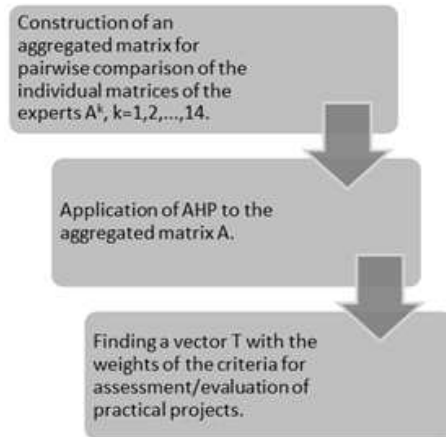 Construction of an
aggregated matrix for
pairwise comparison of the
individual matrices of the
experts Aᵏ, k=1,2,...,14.
Application of AHP to the
aggregated matrix A.
Finding a vector T with the
weights of the criteria for
assessment/evaluation of
practical projects.